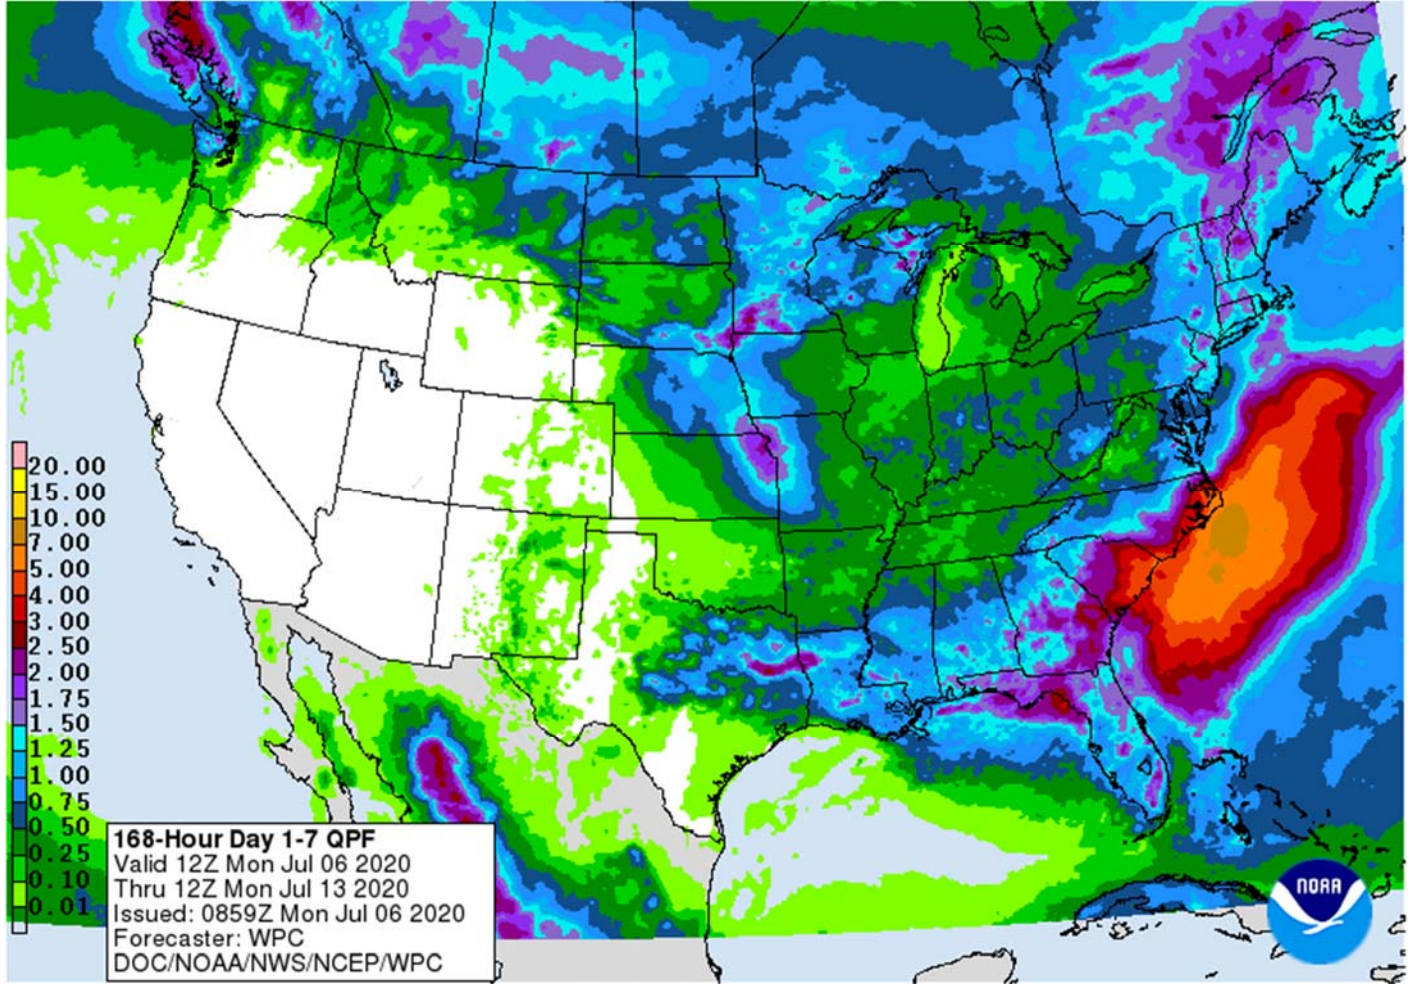 20.00
15.00
10.00
7.00
5.00
4.00
3.00
2.50
2.00
1.75
1.50
1.25
1.00
0.75
0.50
0.25
0.10
0.01
168-Hour Day 1-7 QPF
Valid 12Z Mon Jul 06 2020
Thru 12Z Mon Jul 13 2020
Issued: 0859Z Mon Jul 06 2020
Forecaster: WPC
DOC/NOAA/NWS/NCEP/WPC
NOAA